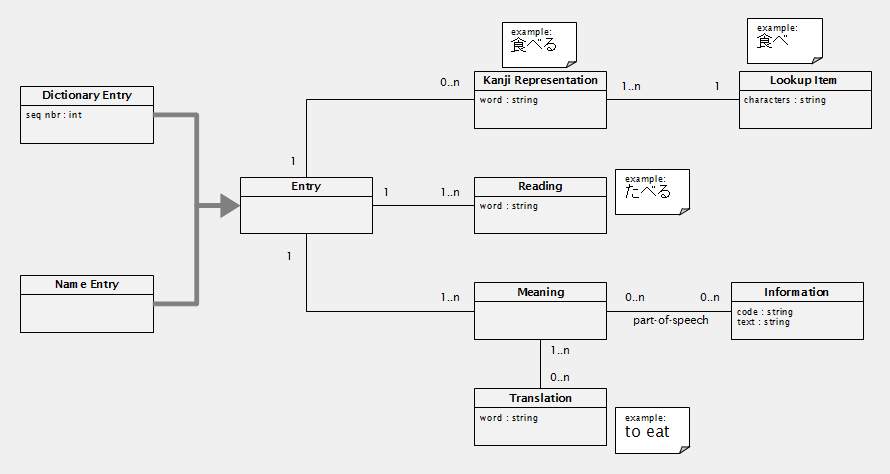 example:
食べる
example:
食べ
Kanji Representation
word : string
0..n
1..n
1
Lookup Item
characters : string
Dictionary Entry
seq nbr : int
1
Entry
1
1..n
Reading
word : string
example:
たべる
1
Name Entry
1..n
Meaning
0..n
0..n
part-of-speech
Information
code : string
text : string
1..n
0..n
Translation
word : string
example:
to eat